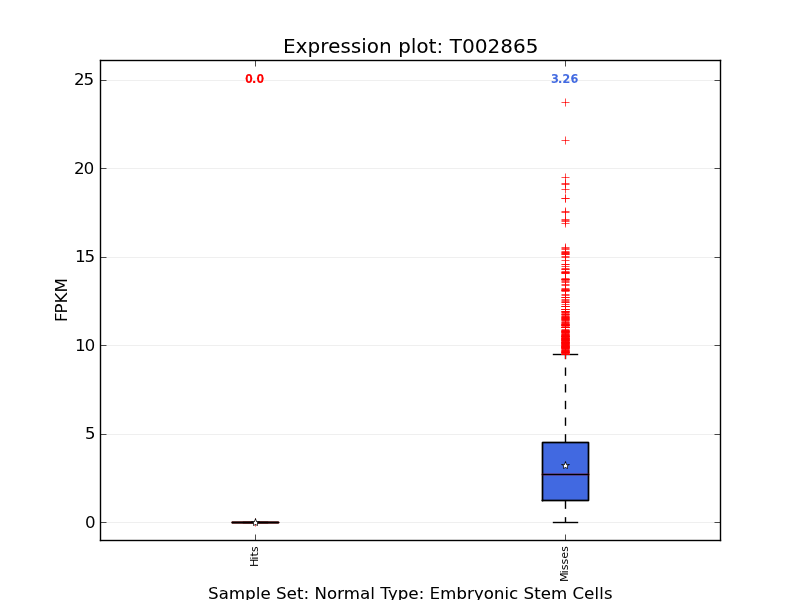 Expression plot: T002865
0.0
3.26
25
20
15
10
5
0
FPKM
Hits
Misses
Sample Set: Normal Type: Embryonic Stem Cells